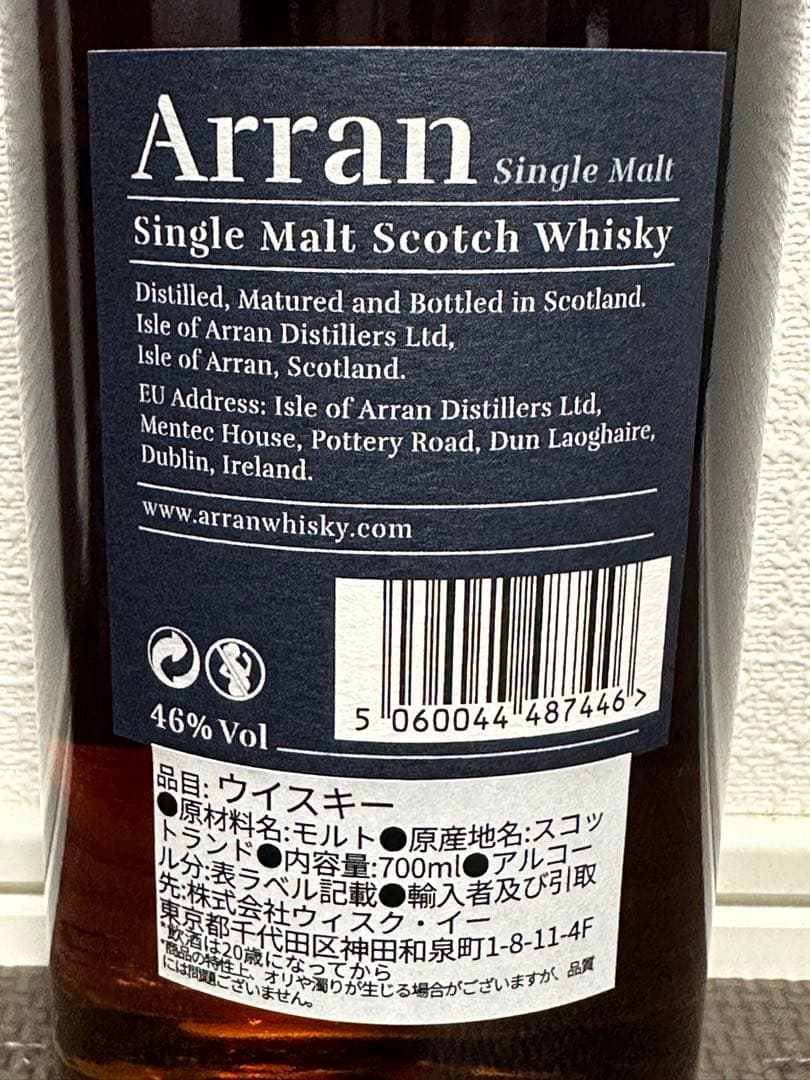 Arran Single Malt
Single Malt Scotch Whisky
Distilled, Matured and Bottled in Scotland.
Isle of Arran Distillers Ltd,
Isle of Arran, Scotland.
EU Address: Isle of Arran Distillers Ltd,
Mentec House, Pottery Road, Dun Laoghaire,
Dublin, Ireland.
www.arranwhisky.com
5 060044 487446 >
46% Vol
品目: ウイスキー
●原材料名:モルト●原産地名:スコッ
トランド●内容量:700ml●アルコー
ル分:表ラベル記載●輸入者及び引取
先:株式会社ウィスク・イー
東京都千代田区神田和泉町1-8-11-4F
*飲酒は20歳になってから
*商品の特性上、オリや濁りが生じる場合がございますが、品質
には問題ございません。